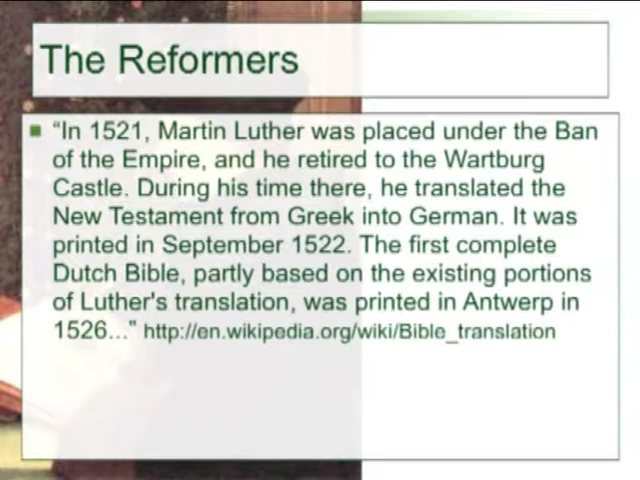 The Reformers
“In 1521, Martin Luther was placed under the Ban
of the Empire, and he retired to the Wartburg
Castle. During his time there, he translated the
New Testament from Greek into German. It was
printed in September 1522. The first complete
Dutch Bible, partly based on the existing portions
of Luther's translation, was printed in Antwerp in
1526...” http://en.wikipedia.org/wiki/Bible_translation